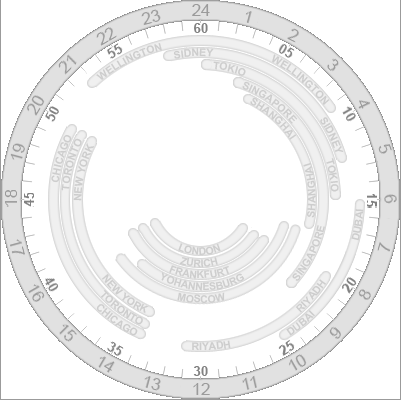 24
1
2
3
4
5
6
7
8
9
10
11
12
13
14
15
16
17
18
19
20
21
22
23
60
05
10
15
20
25
30
35
40
45
50
55
WELLINGTON
WELLINGTON
SIDNEY
SIDNEY
TOKIO
TOKIO
SINGAPORE
SINGAPORE
SHANGHAI
SHANGHAI
CHICAGO
TORONTO
NEW YORK
NEW YORK
TORONTO
CHICAGO
LONDON
ZURICH
FRANKFURT
YOHANNESBURG
MOSCOW
DUBAI
RIYADH
DUBAI
RIYADH